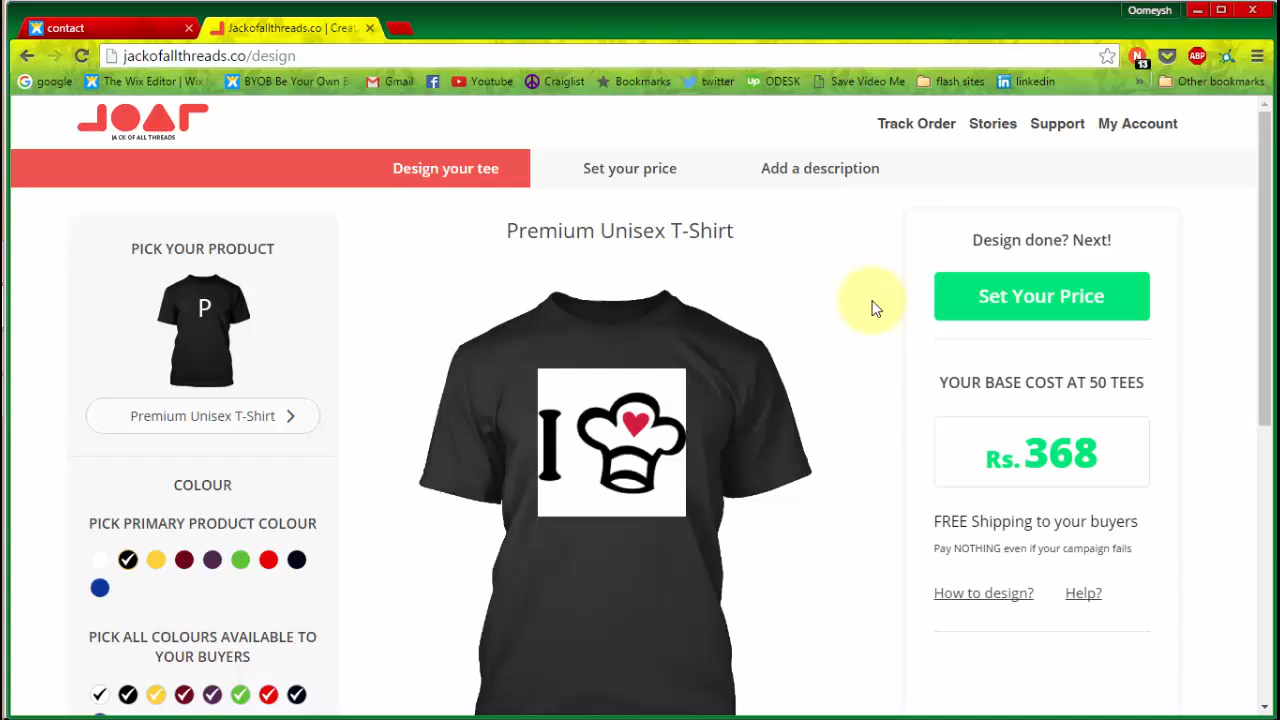 Oomeysh
contact
Jackofallthreads.co | Crea
jackofallthreads.co/design
N
13
ABP
google
The Wix Editor | Wix
BYOB Be Your Own B
Gmail
Youtube
Craiglist
Bookmarks
twitter
up ODESK
Save Video Me
flash sites
linkedin
»
Other bookmarks
JOAT
JACK OF ALL THREADS
Track Order
Stories
Support
My Account
Design your tee
Set your price
Add a description
PICK YOUR PRODUCT
P
Premium Unisex T-Shirt
COLOUR
PICK PRIMARY PRODUCT COLOUR
PICK ALL COLOURS AVAILABLE TO
YOUR BUYERS
Premium Unisex T-Shirt
I
Design done? Next!
Set Your Price
YOUR BASE COST AT 50 TEES
Rs. 368
FREE Shipping to your buyers
Pay NOTHING even if your campaign fails
How to design?
Help?